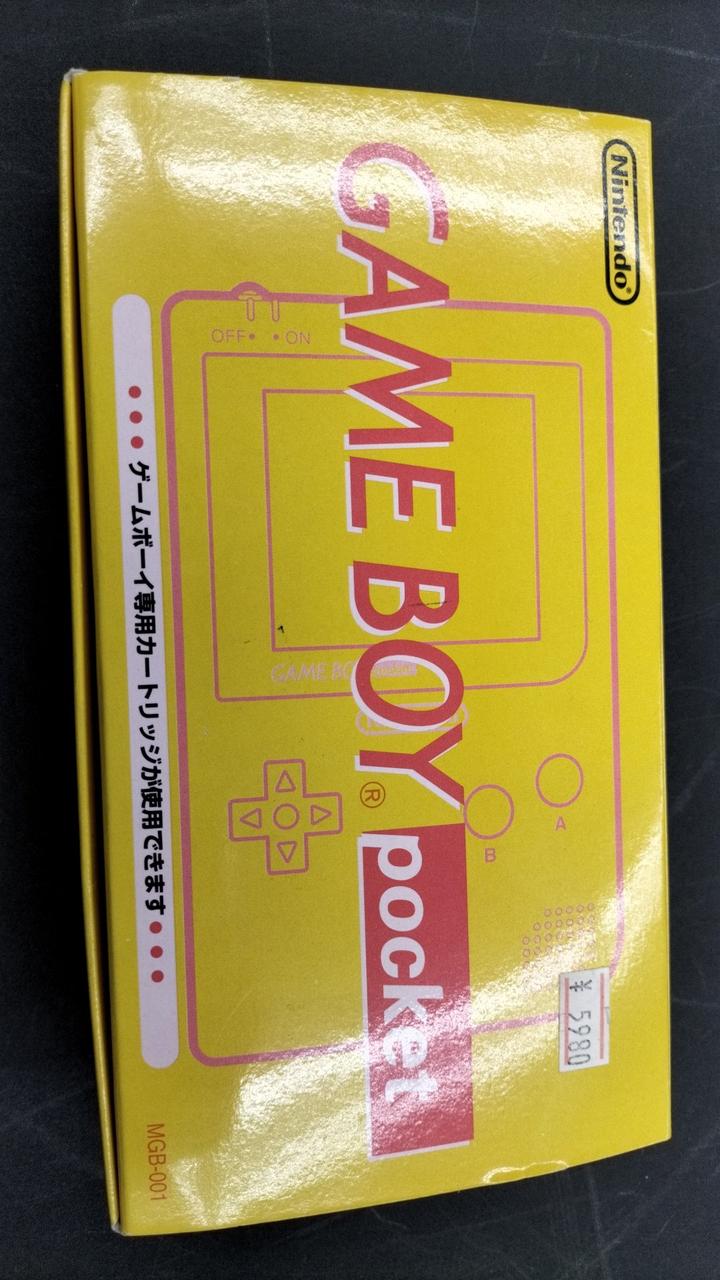 Nintendo®
GAME BOY® pocket
OFF• •ON
A
B
¥5980
•••ゲームボーイ専用カートリッジが使用できます•••
MGB-001